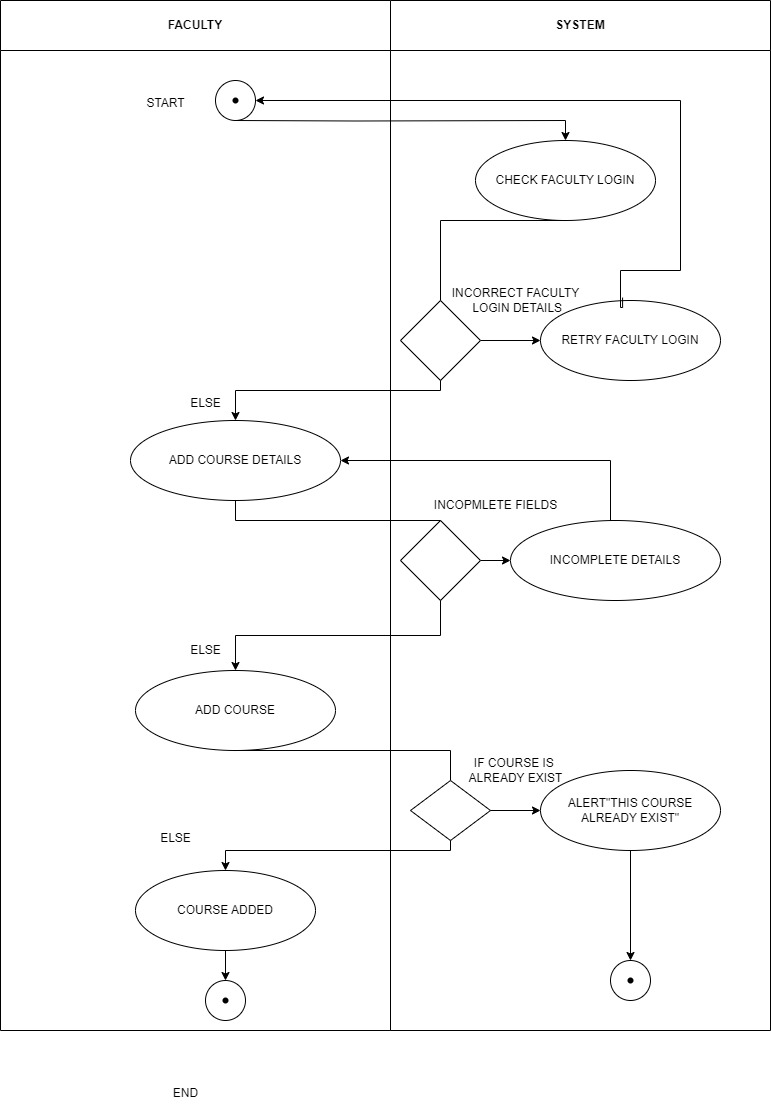 FACULTY
SYSTEM
START
CHECK FACULTY LOGIN
INCORRECT FACULTY
LOGIN DETAILS
RETRY FACULTY LOGIN
ELSE
ADD COURSE DETAILS
INCOPMLETE FIELDS
INCOMPLETE DETAILS
ELSE
ADD COURSE
IF COURSE IS
ALREADY EXIST
ALERT"THIS COURSE
ALREADY EXIST"
ELSE
COURSE ADDED
END